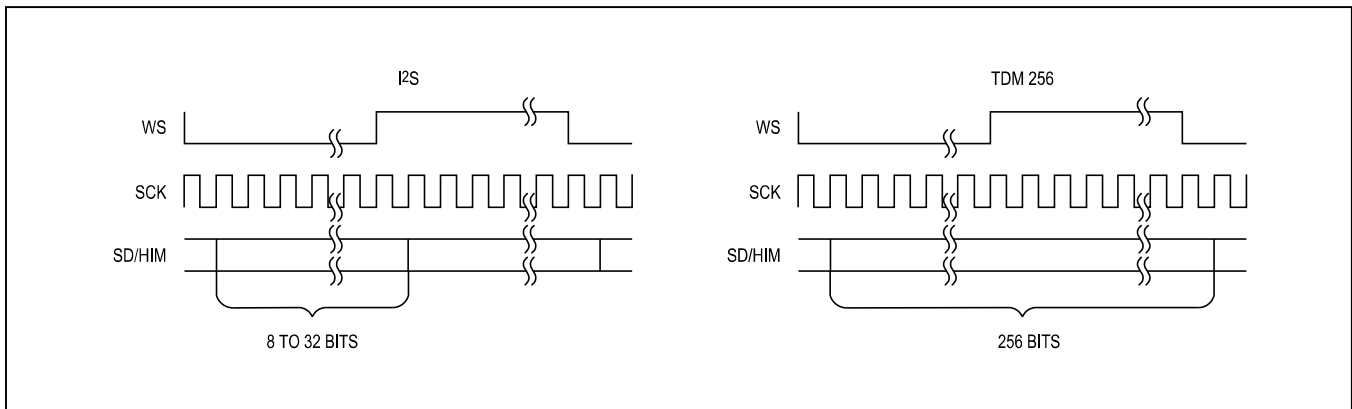 I²S
WS
SCK
SD/HIM
8 TO 32 BITS
TDM 256
WS
SCK
SD/HIM
256 BITS